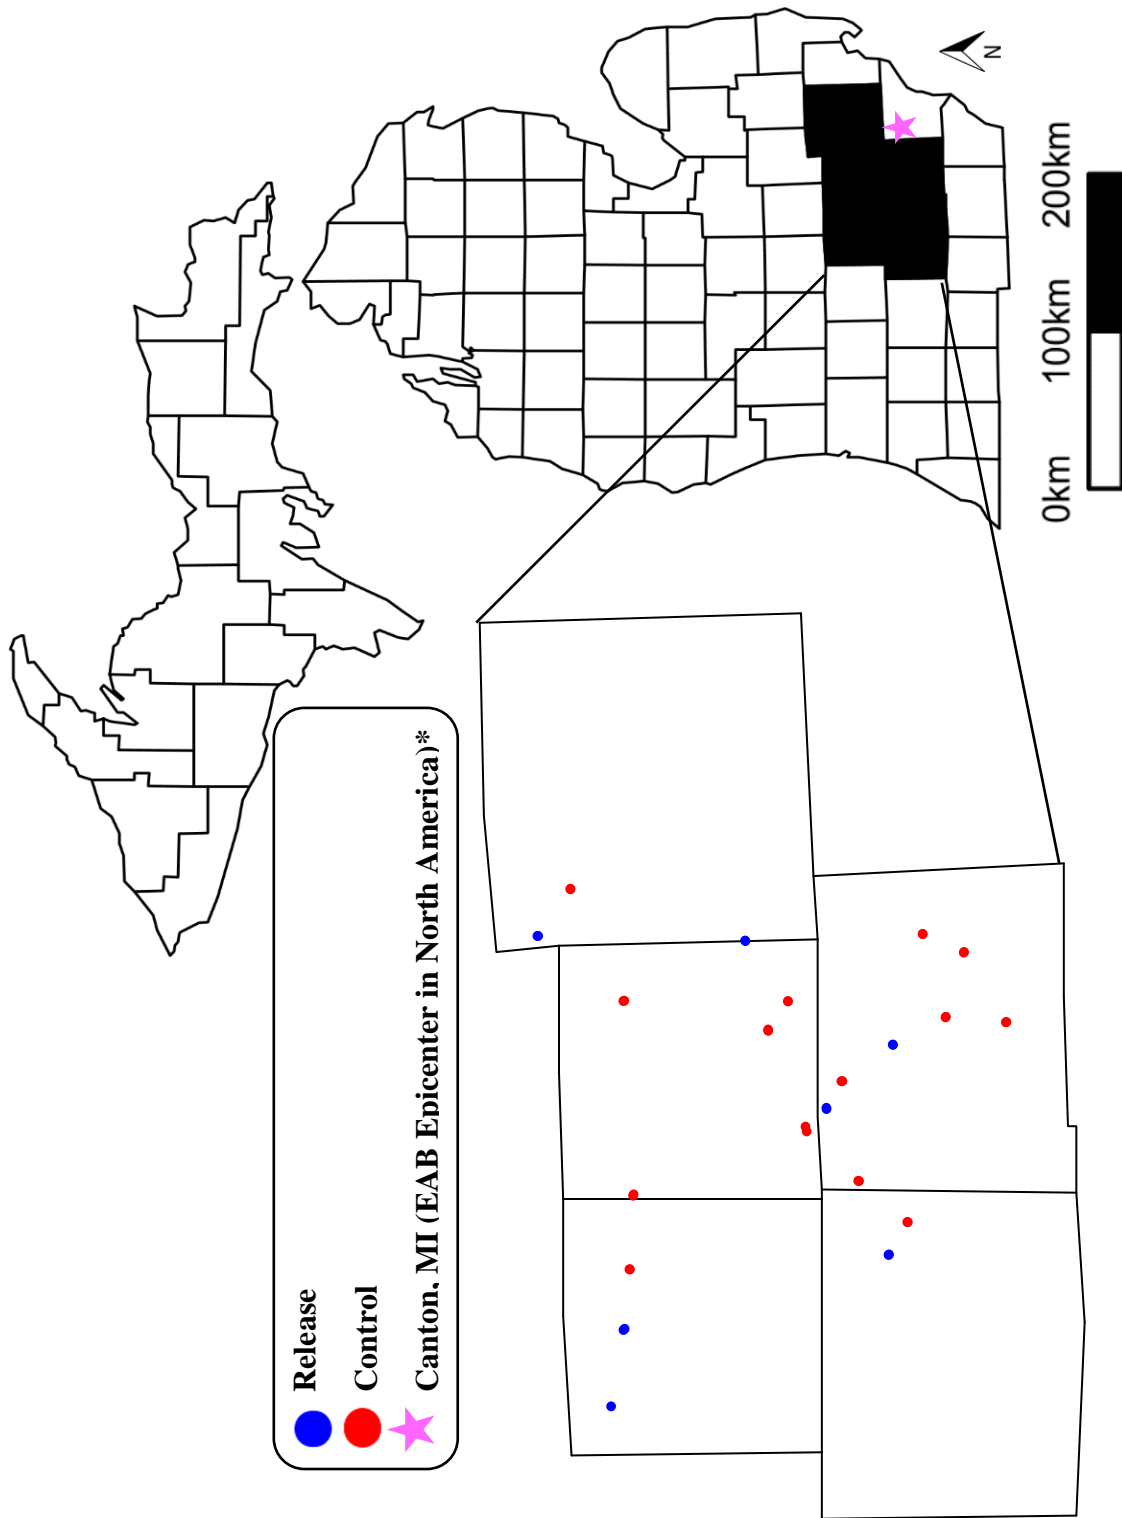 N
0km 100km 200km
Release
Control
Canton, MI (EAB Epicenter in North America)*